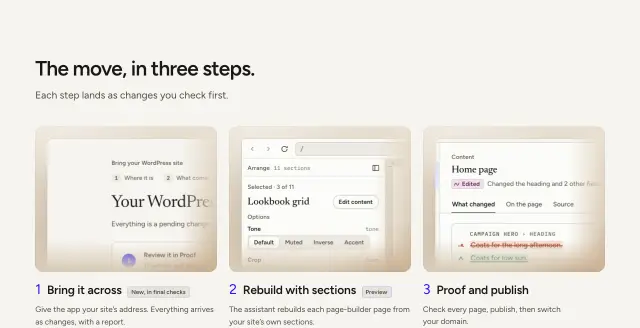 The move, in three steps.
Each step lands as changes you check first.
Bring your WordPress site
1 Where it is 2 What comes
Your WordPre
Everything is a pending change
Review it in Proof
/
Arrange 11 sections
Selected · 3 of 11
Lookbook grid
Edit content
Options
Tone tone
Default Muted Inverse Accent
Crop
Content
Home page
Edited Changed the heading and 2 other fields
What changed On the page Source
CAMPAIGN HERO · HEADING
Coats for the long afternoon.
Coats for raw sun.
1 Bring it across New, in final checks
Give the app your site's address. Everything arrives
as changes, with a report.
2 Rebuild with sections Preview
The assistant rebuilds each page-builder page from
your site's own sections.
3 Proof and publish
Check every page, publish, then switch
your domain.